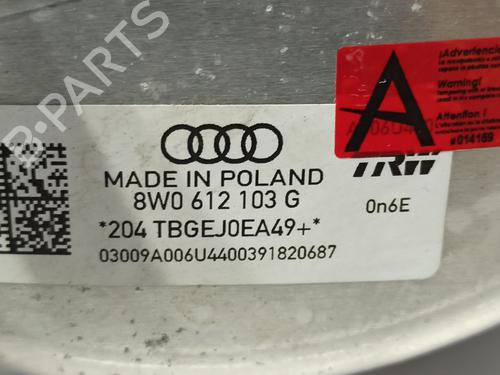 B-PARTS
¡Advertencia!
Warning!
Attention !
#014169
A
TRW
MADE IN POLAND
8W0 612 103 G
0n6E
*204 TBGEJ0EA49+*
03009A006U4400391820687